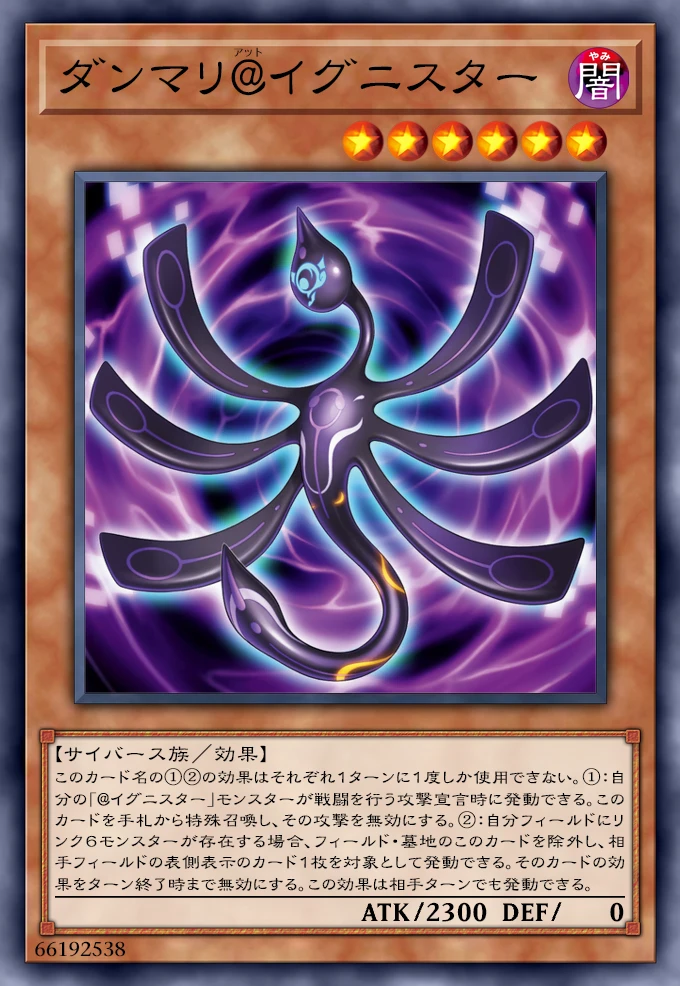 アット
ダンマリ@イグニスター
やみ
闇
【サイバース族／効果】
このカード名の①②の効果はそれぞれ1ターンに1度しか使用できない。①：自
分の「@イグニスター」モンスターが戦闘を行う攻撃宣言時に発動できる。この
カードを手札から特殊召喚し、その攻撃を無効にする。②：自分フィールドにリ
ンク6モンスターが存在する場合、フィールド・墓地のこのカードを除外し、相
手フィールドの表側表示のカード1枚を対象として発動できる。そのカードの効
果をターン終了時まで無効にする。この効果は相手ターンでも発動できる。
ATK/2300 DEF/ 0
66192538